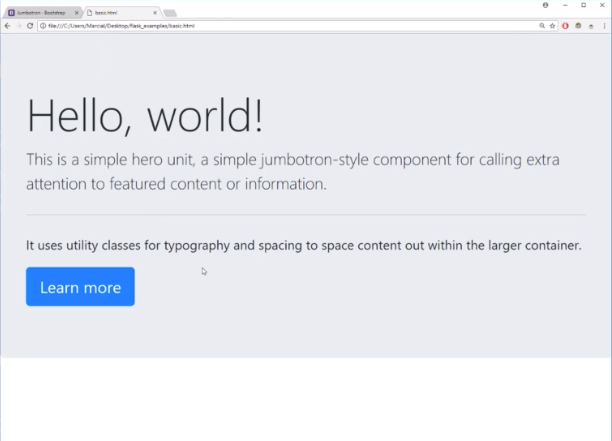 Jumbotron · Bootstrap
basic.html
file:///C:/Users/Marcial/Desktop/flask_examples/basic.html
Hello, world!
This is a simple hero unit, a simple jumbotron-style component for calling extra
attention to featured content or information.
It uses utility classes for typography and spacing to space content out within the larger container.
Learn more